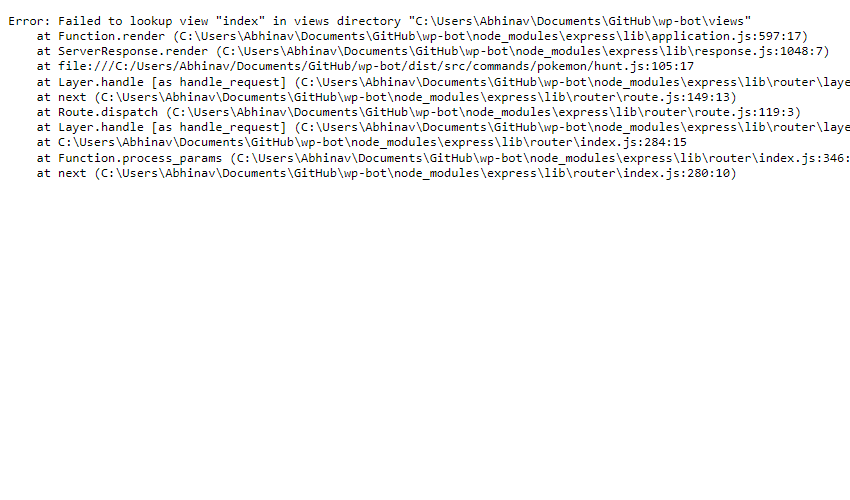 Error: Failed to lookup view "index" in views directory "C:\Users\Abhinav\Documents\GitHub\wp-bot\views"
at Function.render (C:\Users\Abhinav\Documents\GitHub\wp-bot\node_modules\express\lib\application.js:597:17)
at ServerResponse.render (C:\Users\Abhinav\Documents\GitHub\wp-bot\node_modules\express\lib\response.js:1048:7)
at file:///C:/Users/Abhinav/Documents/GitHub/wp-bot/dist/src/commands/pokemon/hunt.js:105:17
at Layer.handle [as handle_request] (C:\Users\Abhinav\Documents\GitHub\wp-bot\node_modules\express\lib\router\laye
at next (C:\Users\Abhinav\Documents\GitHub\wp-bot\node_modules\express\lib\router\route.js:149:13)
at Route.dispatch (C:\Users\Abhinav\Documents\GitHub\wp-bot\node_modules\express\lib\router\route.js:119:3)
at Layer.handle [as handle_request] (C:\Users\Abhinav\Documents\GitHub\wp-bot\node_modules\express\lib\router\laye
at C:\Users\Abhinav\Documents\GitHub\wp-bot\node_modules\express\lib\router\index.js:284:15
at Function.process_params (C:\Users\Abhinav\Documents\GitHub\wp-bot\node_modules\express\lib\router\index.js:346:
at next (C:\Users\Abhinav\Documents\GitHub\wp-bot\node_modules\express\lib\router\index.js:280:10)